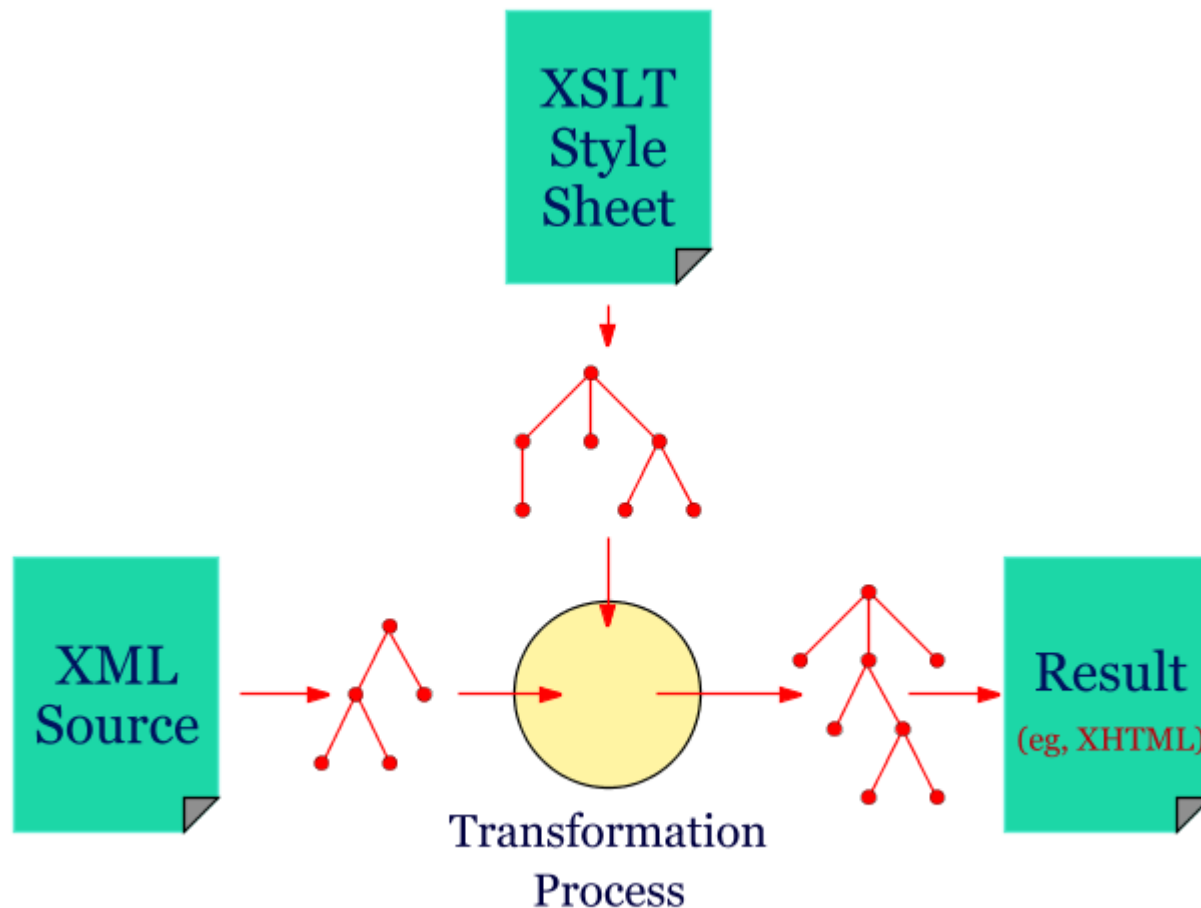 XSLT
Style
Sheet
XML
Source
Transformation
Process
Result
(eg, XHTML)